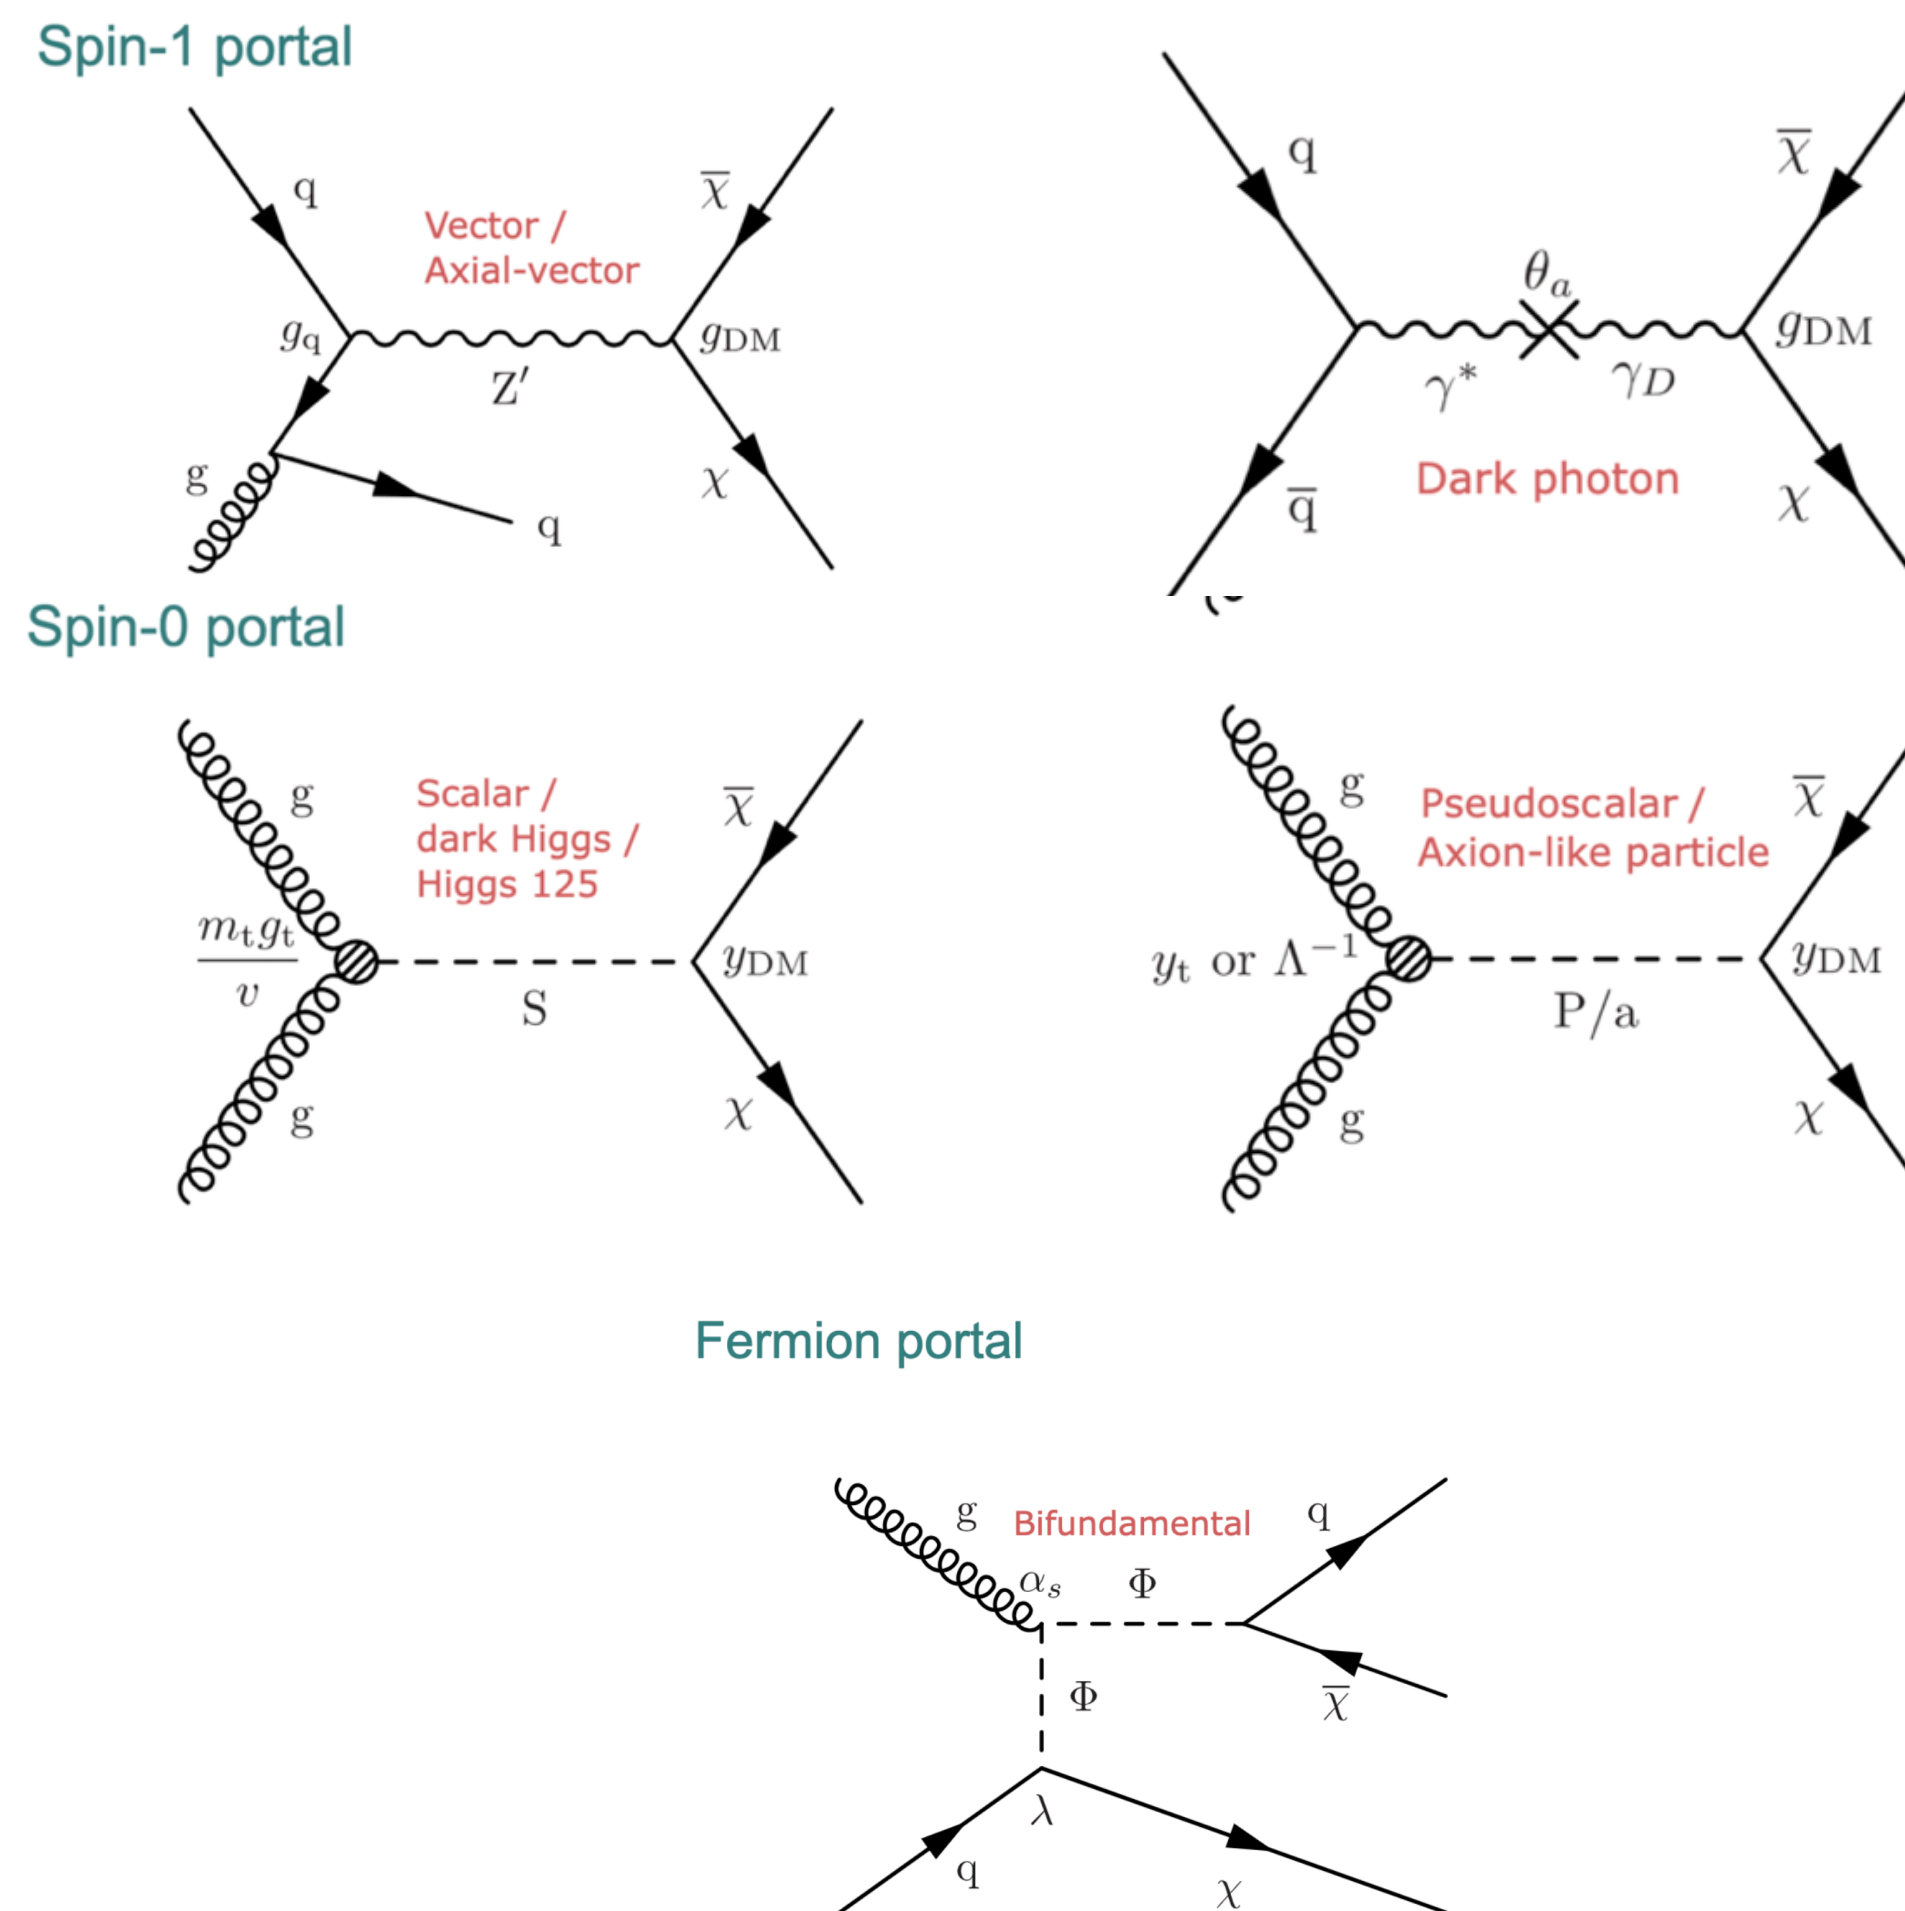 Spin-1 portal
q
χ̅
Vector /
Axial-vector
g_q
g_DM
Z′
g
χ
q
q
χ̅
θ_a
g_DM
γ*
γ_D
q̅
Dark photon
χ
Spin-0 portal
g
Scalar /
dark Higgs /
Higgs 125
χ̅
m_t g_t
v
y_DM
S
g
χ
g
Pseudoscalar /
Axion-like particle
χ̅
y_t or Λ⁻¹
y_DM
P/a
g
χ
Fermion portal
g
Bifundamental
q
α_s
Φ
Φ
χ̅
λ
q
χ